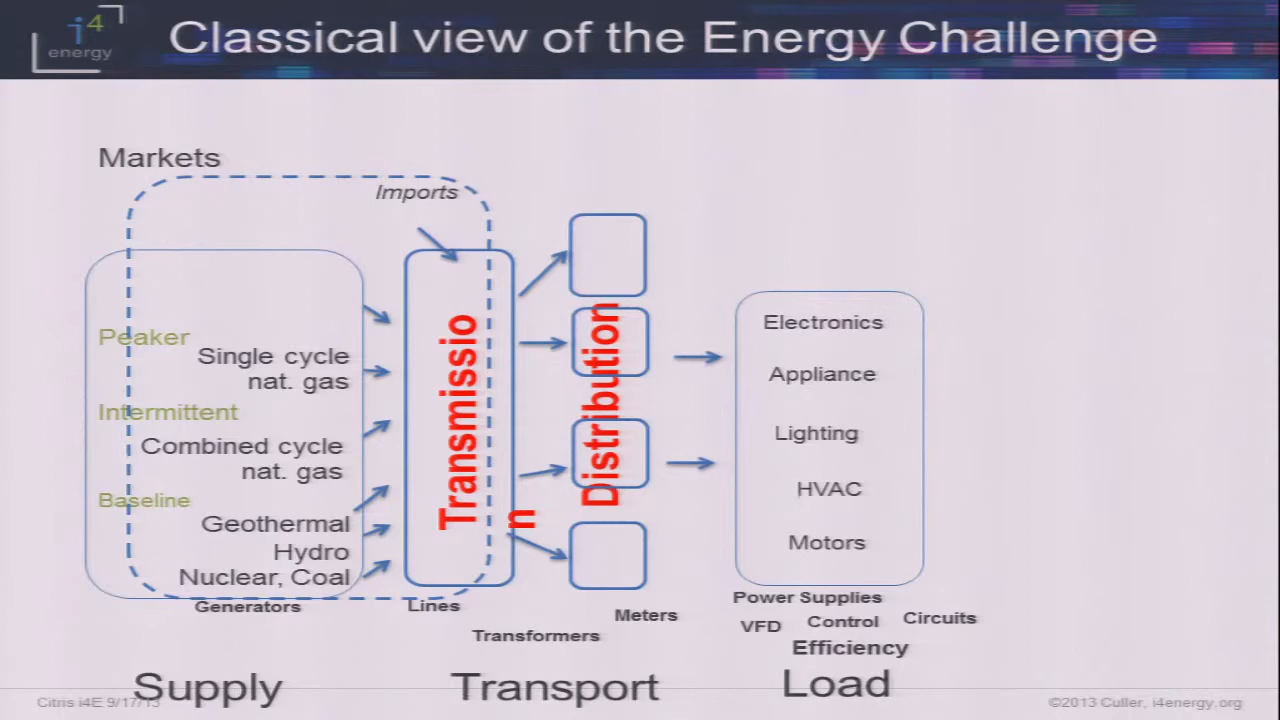 i4
energy
Classical view of the Energy Challenge
Markets
Imports
Peaker
Single cycle
nat. gas
Intermittent
Combined cycle
nat. gas
Baseline
Geothermal
Hydro
Nuclear, Coal
Transmissio
n
Distribution
Electronics
Appliance
Lighting
HVAC
Motors
Generators
Lines
Transformers
Meters
Power Supplies
VFD
Control
Circuits
Efficiency
Supply
Transport
Load
Citris i4E 9/17/13
©2013 Culler, i4energy.org